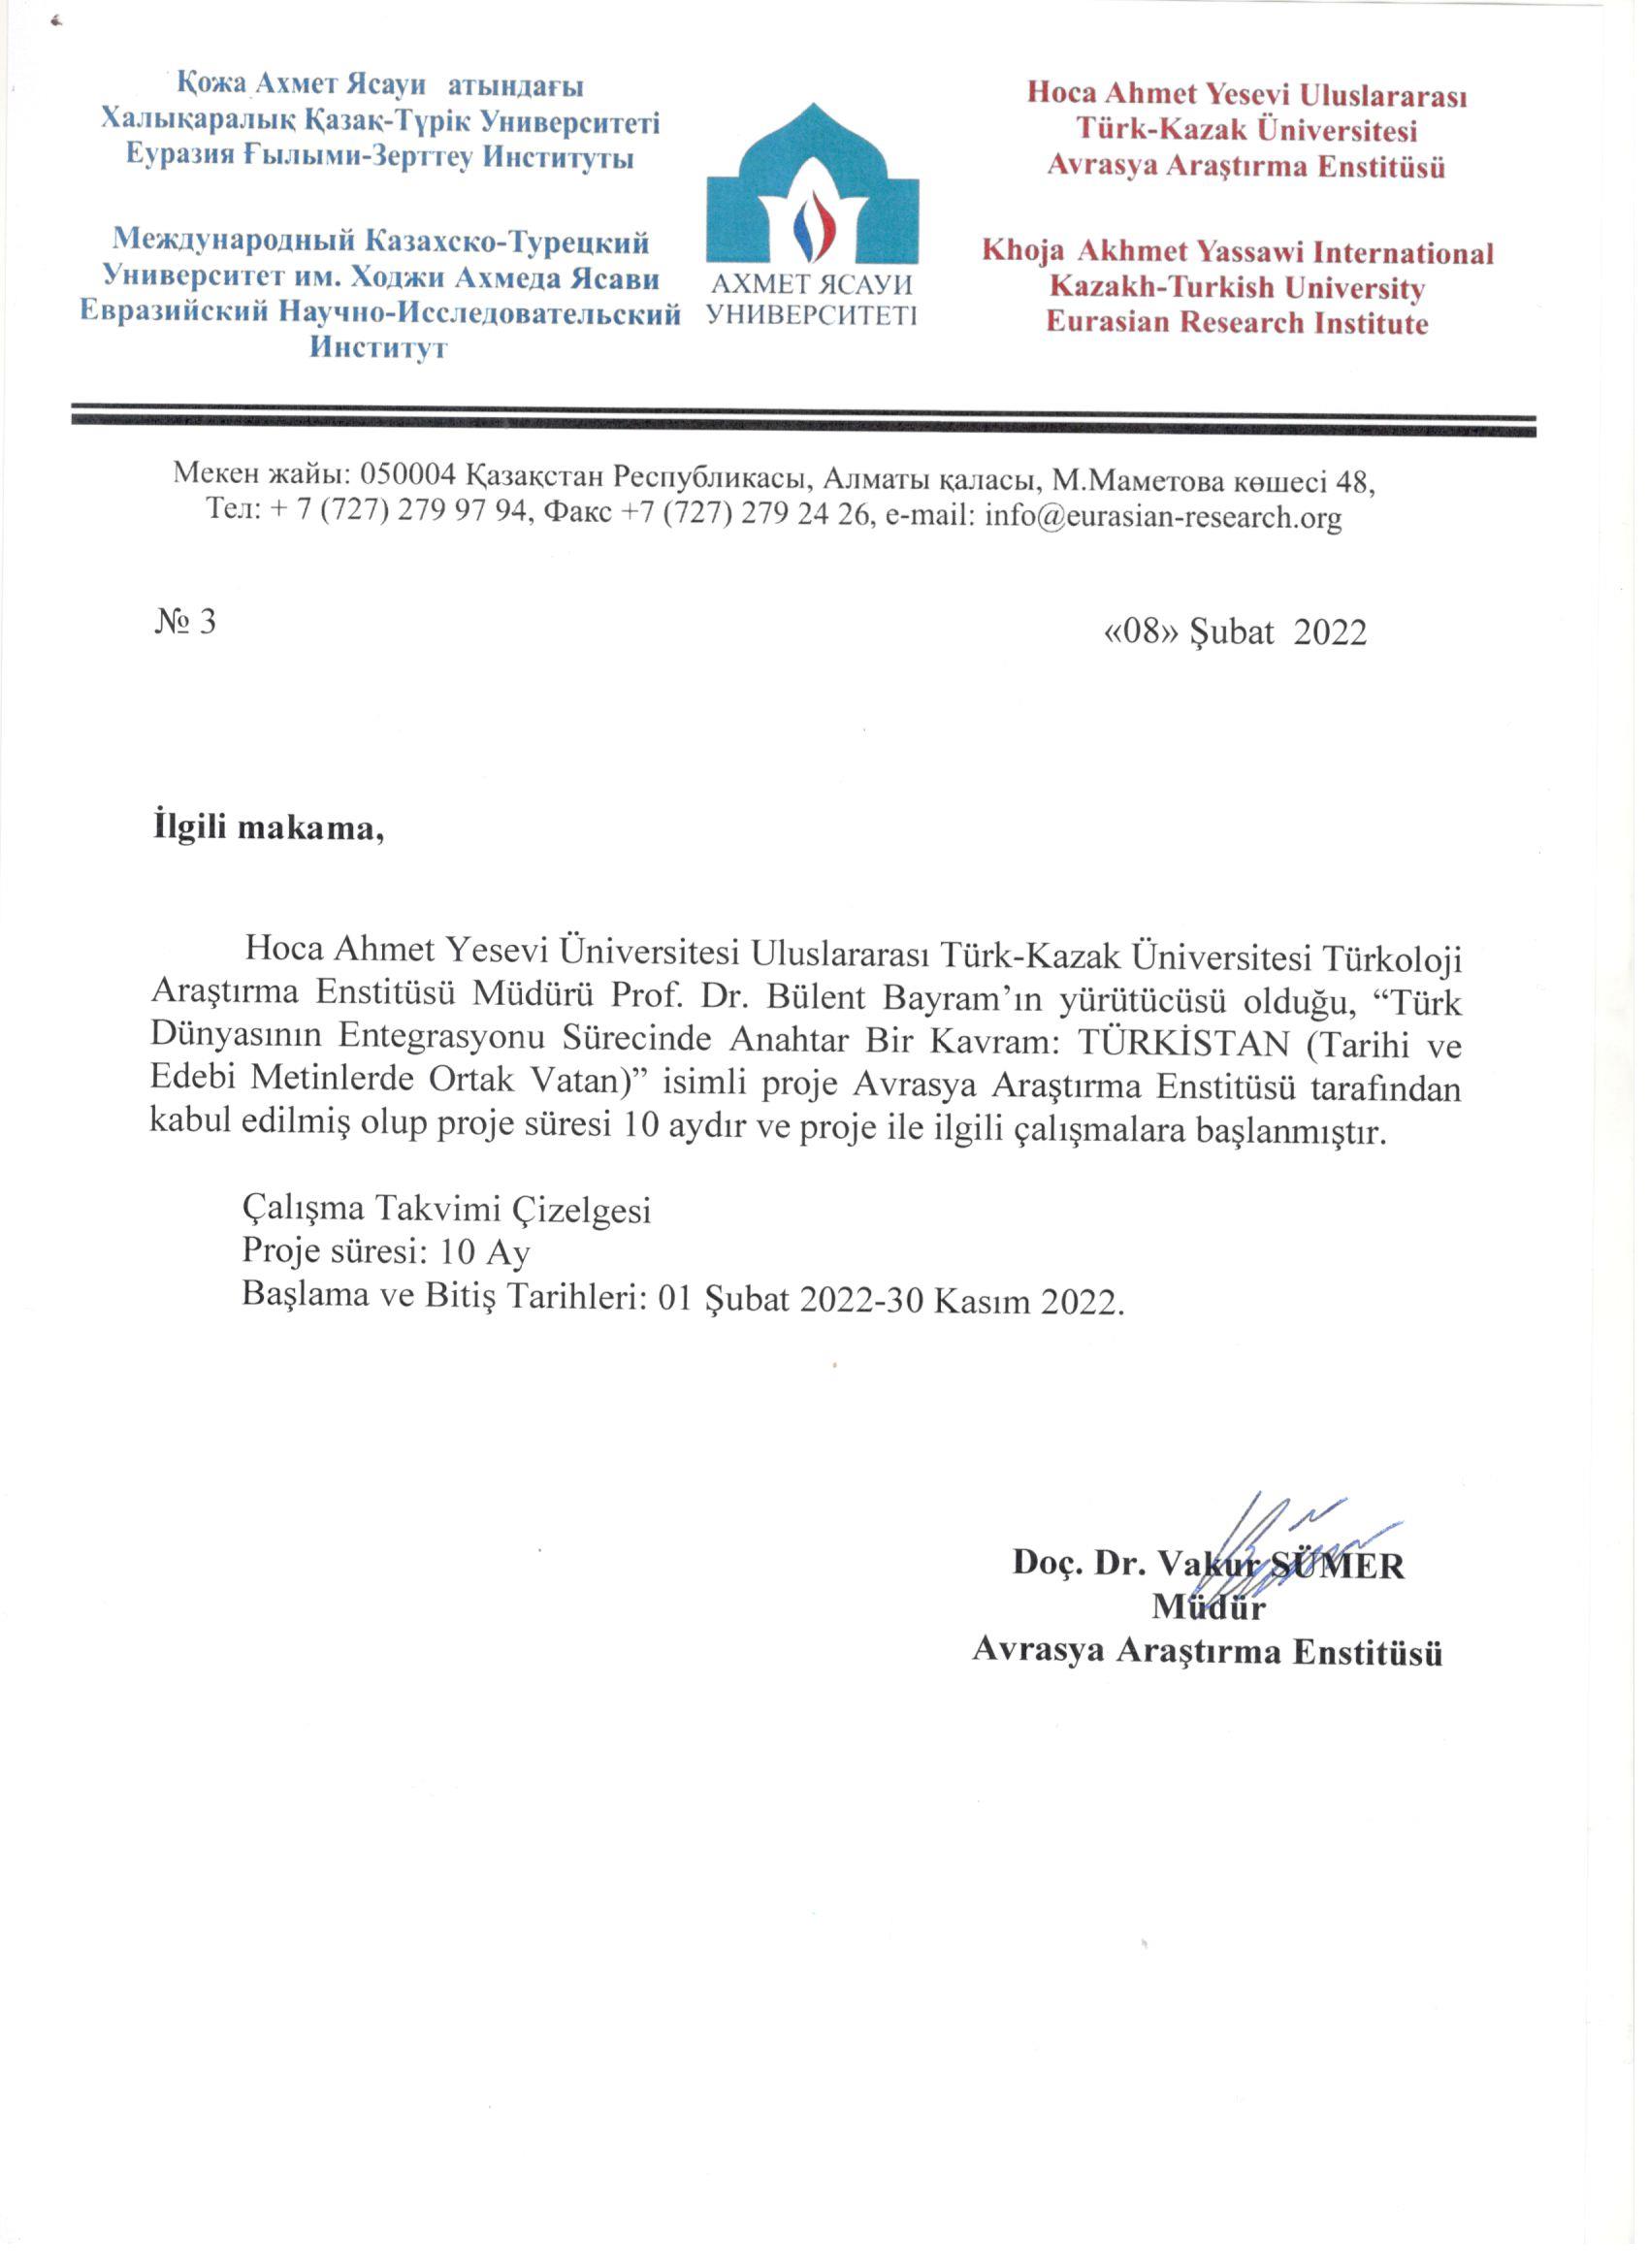 Қожа Ахмет Ясауи атындағы
Халықаралық Қазақ-Түрік Университеті
Еуразия Ғылыми-Зерттеу Институты
Международный Казахско-Турецкий
Университет им. Ходжи Ахмеда Ясави
Евразийский Научно-Исследовательский
Институт
АХМЕТ ЯСАУИ
УНИВЕРСИТЕТІ
Hoca Ahmet Yesevi Uluslararası
Türk-Kazak Üniversitesi
Avrasya Araştırma Enstitüsü
Khoja Akhmet Yassawi International
Kazakh-Turkish University
Eurasian Research Institute
Мекен жайы: 050004 Қазақстан Республикасы, Алматы қаласы, М.Маметова көшесі 48,
Тел: + 7 (727) 279 97 94, Факс +7 (727) 279 24 26, e-mail: info@eurasian-research.org
№ 3
«08» Şubat 2022
İlgili makama,
Hoca Ahmet Yesevi Üniversitesi Uluslararası Türk-Kazak Üniversitesi Türkoloji
Araştırma Enstitüsü Müdürü Prof. Dr. Bülent Bayram’ın yürütücüsü olduğu, “Türk
Dünyasının Entegrasyonu Sürecinde Anahtar Bir Kavram: TÜRKİSTAN (Tarihi ve
Edebi Metinlerde Ortak Vatan)” isimli proje Avrasya Araştırma Enstitüsü tarafından
kabul edilmiş olup proje süresi 10 aydır ve proje ile ilgili çalışmalara başlanmıştır.
Çalışma Takvimi Çizelgesi
Proje süresi: 10 Ay
Başlama ve Bitiş Tarihleri: 01 Şubat 2022-30 Kasım 2022.
Doç. Dr. Vakur SÜMER
Müdür
Avrasya Araştırma Enstitüsü